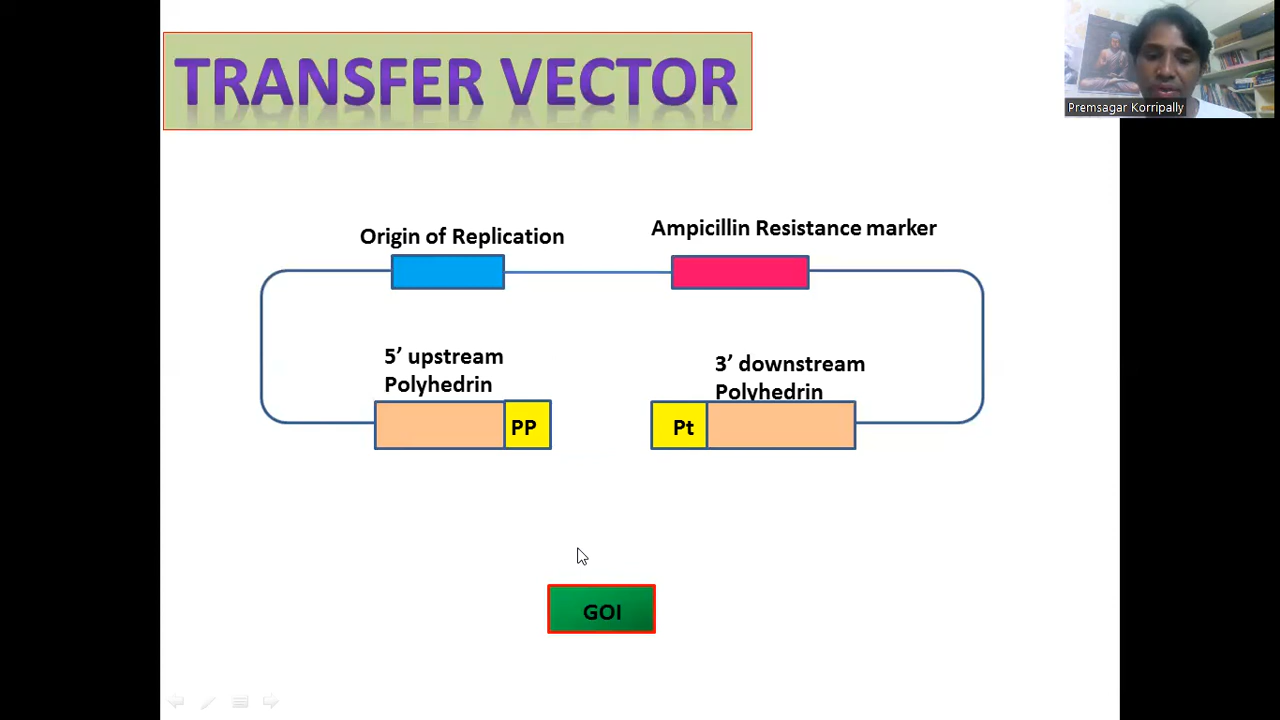 TRANSFER VECTOR
Premsagar Korripally
Origin of Replication
Ampicillin Resistance marker
5’ upstream
Polyhedrin
3’ downstream
Polyhedrin
PP
Pt
GOI